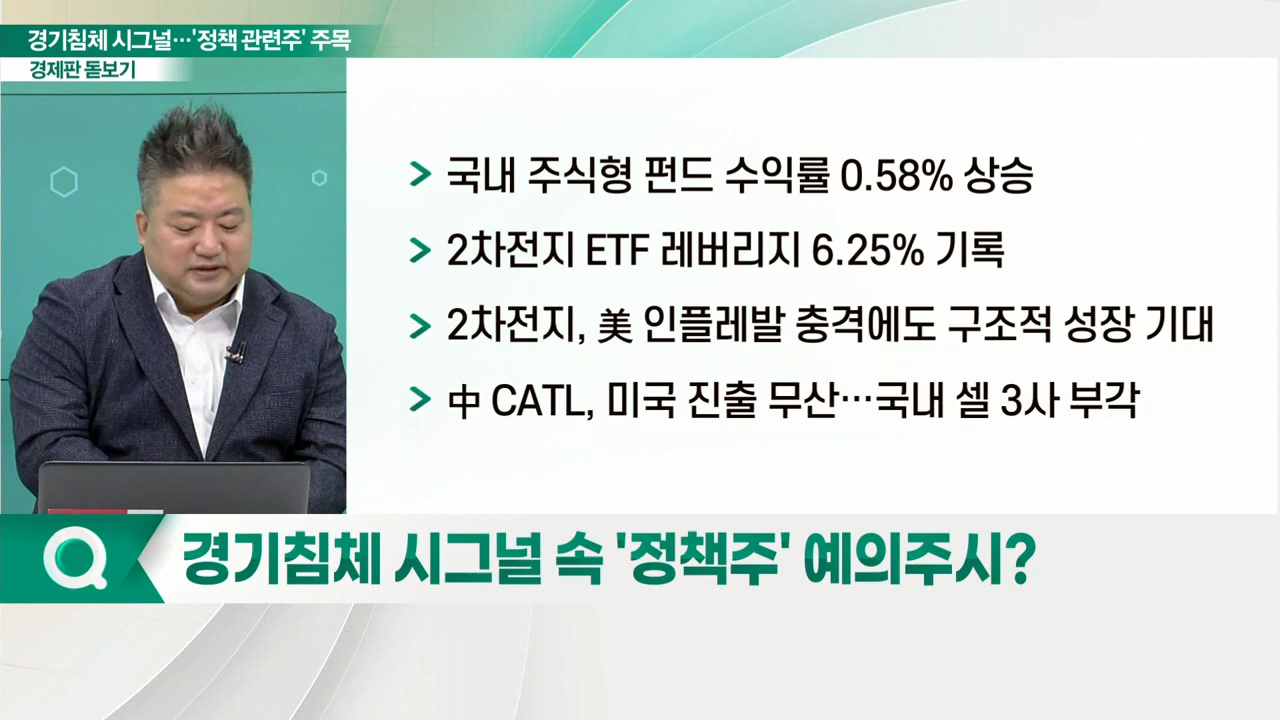 경기침체 시그널…'정책 관련주' 주목
경제판 돋보기
> 국내 주식형 펀드 수익률 0.58% 상승
> 2차전지 ETF 레버리지 6.25% 기록
> 2차전지, 美 인플레발 충격에도 구조적 성장 기대
> 中 CATL, 미국 진출 무산…국내 셀 3사 부각
Q 경기침체 시그널 속 '정책주' 예의주시?